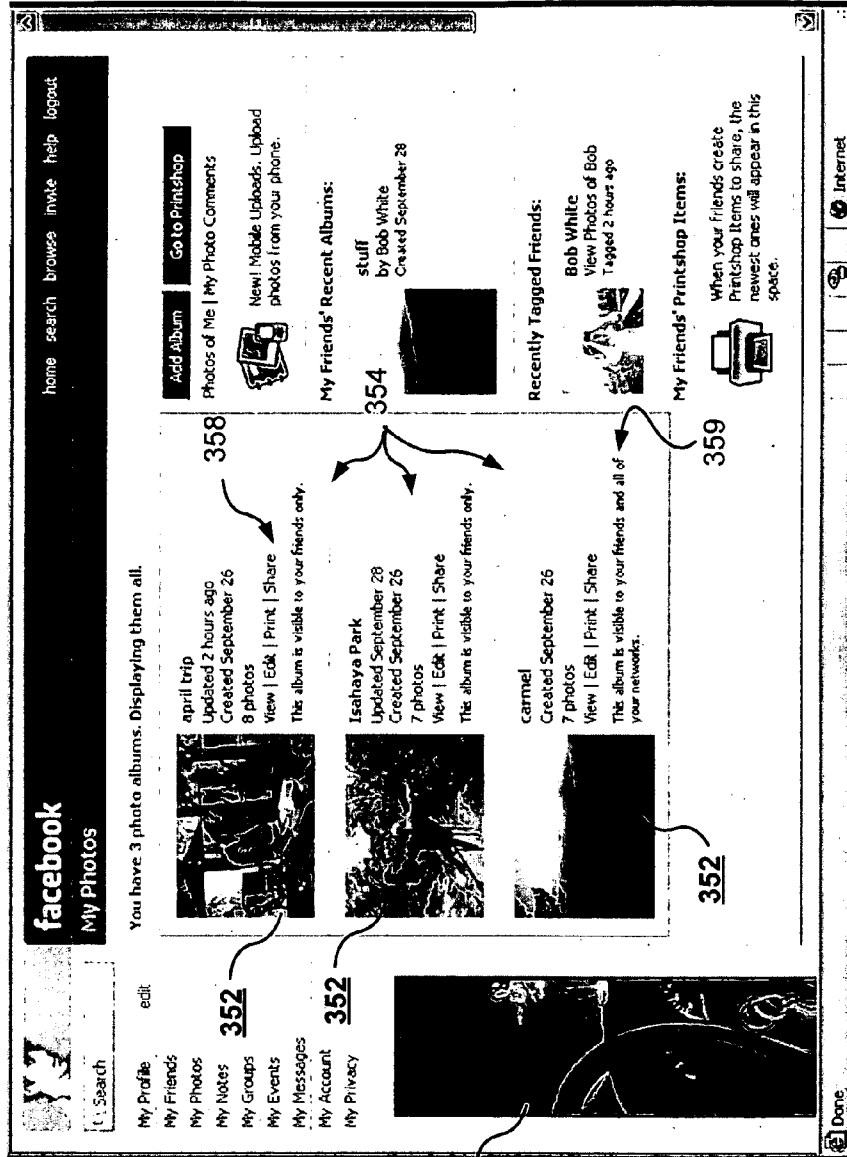 facebook
home search browse invite help logout
My Photos
Search
My Profile edit
My Friends
My Photos
My Notes
My Groups
My Events
My Messages
My Account
My Privacy
You have 3 photo albums. Displaying them all.
352
april trip
Updated 2 hours ago
Created September 26
8 photos
View | Edit | Print | Share
This album is visible to your friends only.
358
354
352
Isahaya Park
Updated September 28
Created September 26
7 photos
View | Edit | Print | Share
This album is visible to your friends only.
352
carmel
Created September 26
7 photos
View | Edit | Print | Share
This album is visible to your friends and all of
your networks.
359
Add Album Go to Printshop
Photos of Me | My Photo Comments
New! Mobile Uploads. Upload
photos from your phone.
My Friends' Recent Albums:
stuff
by Bob White
Created September 28
Recently Tagged Friends:
Bob White
View Photos of Bob
Tagged 2 hours ago
My Friends' Printshop Items:
When your friends create
Printshop Items to share, the
newest ones will appear in this
space.
Done
Internet